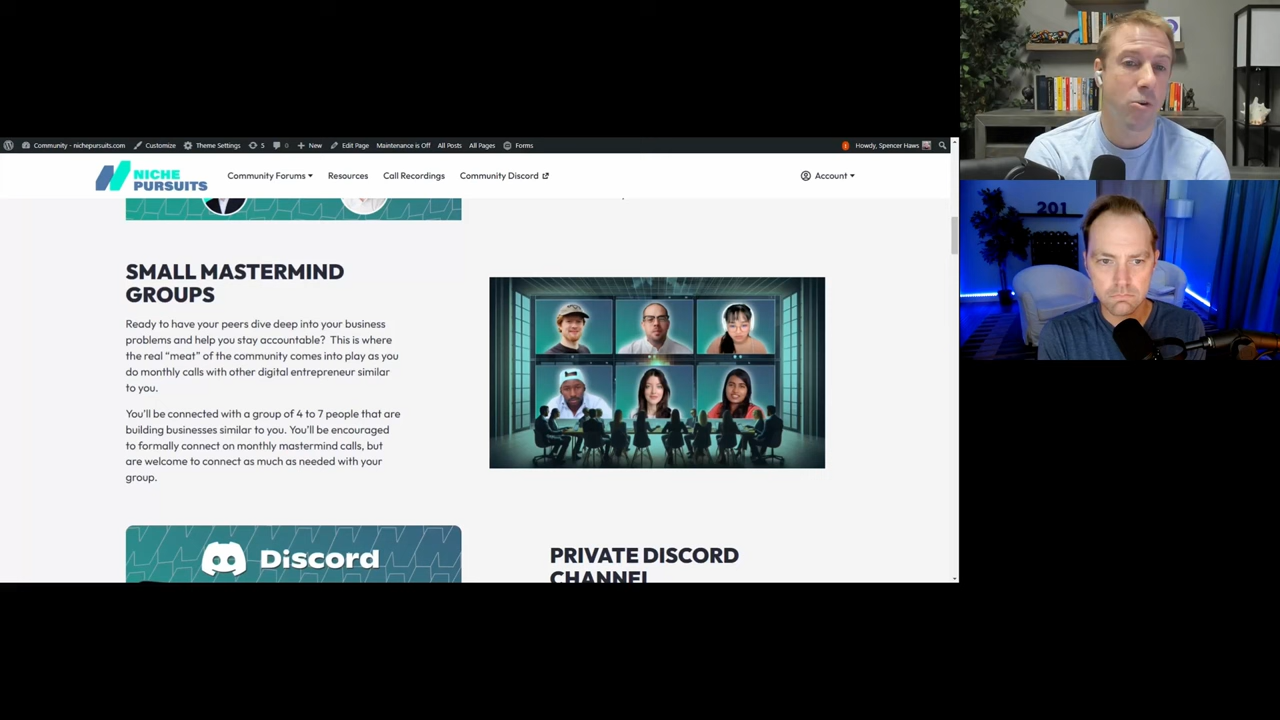 Community - nichepursuits.com Customize Theme Settings 5 0 New Edit Page Maintenance is Off All Posts All Pages Forms 1 Howdy, Spencer Haws
NICHE
PURSUITS
Community Forums Resources Call Recordings Community Discord Account
SMALL MASTERMIND
GROUPS
Ready to have your peers dive deep into your business
problems and help you stay accountable? This is where
the real “meat” of the community comes into play as you
do monthly calls with other digital entrepreneur similar
to you.
You’ll be connected with a group of 4 to 7 people that are
building businesses similar to you. You’ll be encouraged
to formally connect on monthly mastermind calls, but
are welcome to connect as much as needed with your
group.
Discord
PRIVATE DISCORD
CHANNEL
201